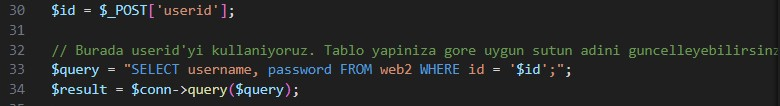 30 $id = $_POST['userid'];
31
32 // Burada userid'yi kullaniyoruz. Tablo yapiniza gore uygun sutun adini guncelleyebilirsin
33 $query = "SELECT username, password FROM web2 WHERE id = '$id';";
34 $result = $conn->query($query);